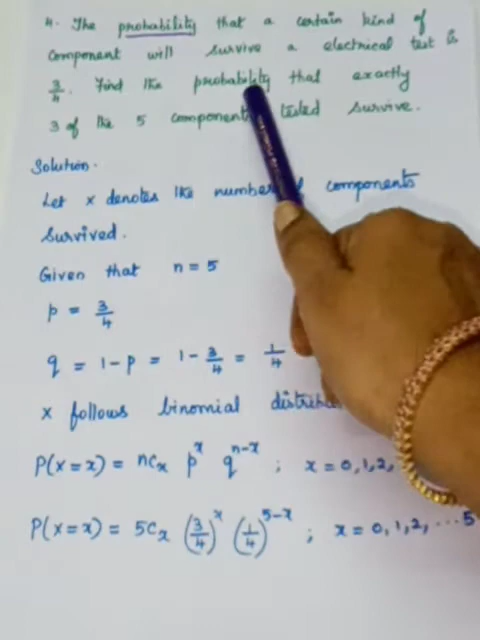 4. The probability that a certain kind of
component will survive a electrical test is
3/4. Find the probability that exactly
3 of the 5 component tested survive.
Solution.
Let x denotes the number components
survived.
Given that n = 5
p = 3/4
q = 1 - p = 1 - 3/4 = 1/4
x follows binomial
P(x = x) = nCx p^x q^(n-x) ; x = 0, 1, 2,
P(x = x) = 5Cx (3/4)^x (1/4)^(5-x) ; x = 0, 1, 2, ... 5